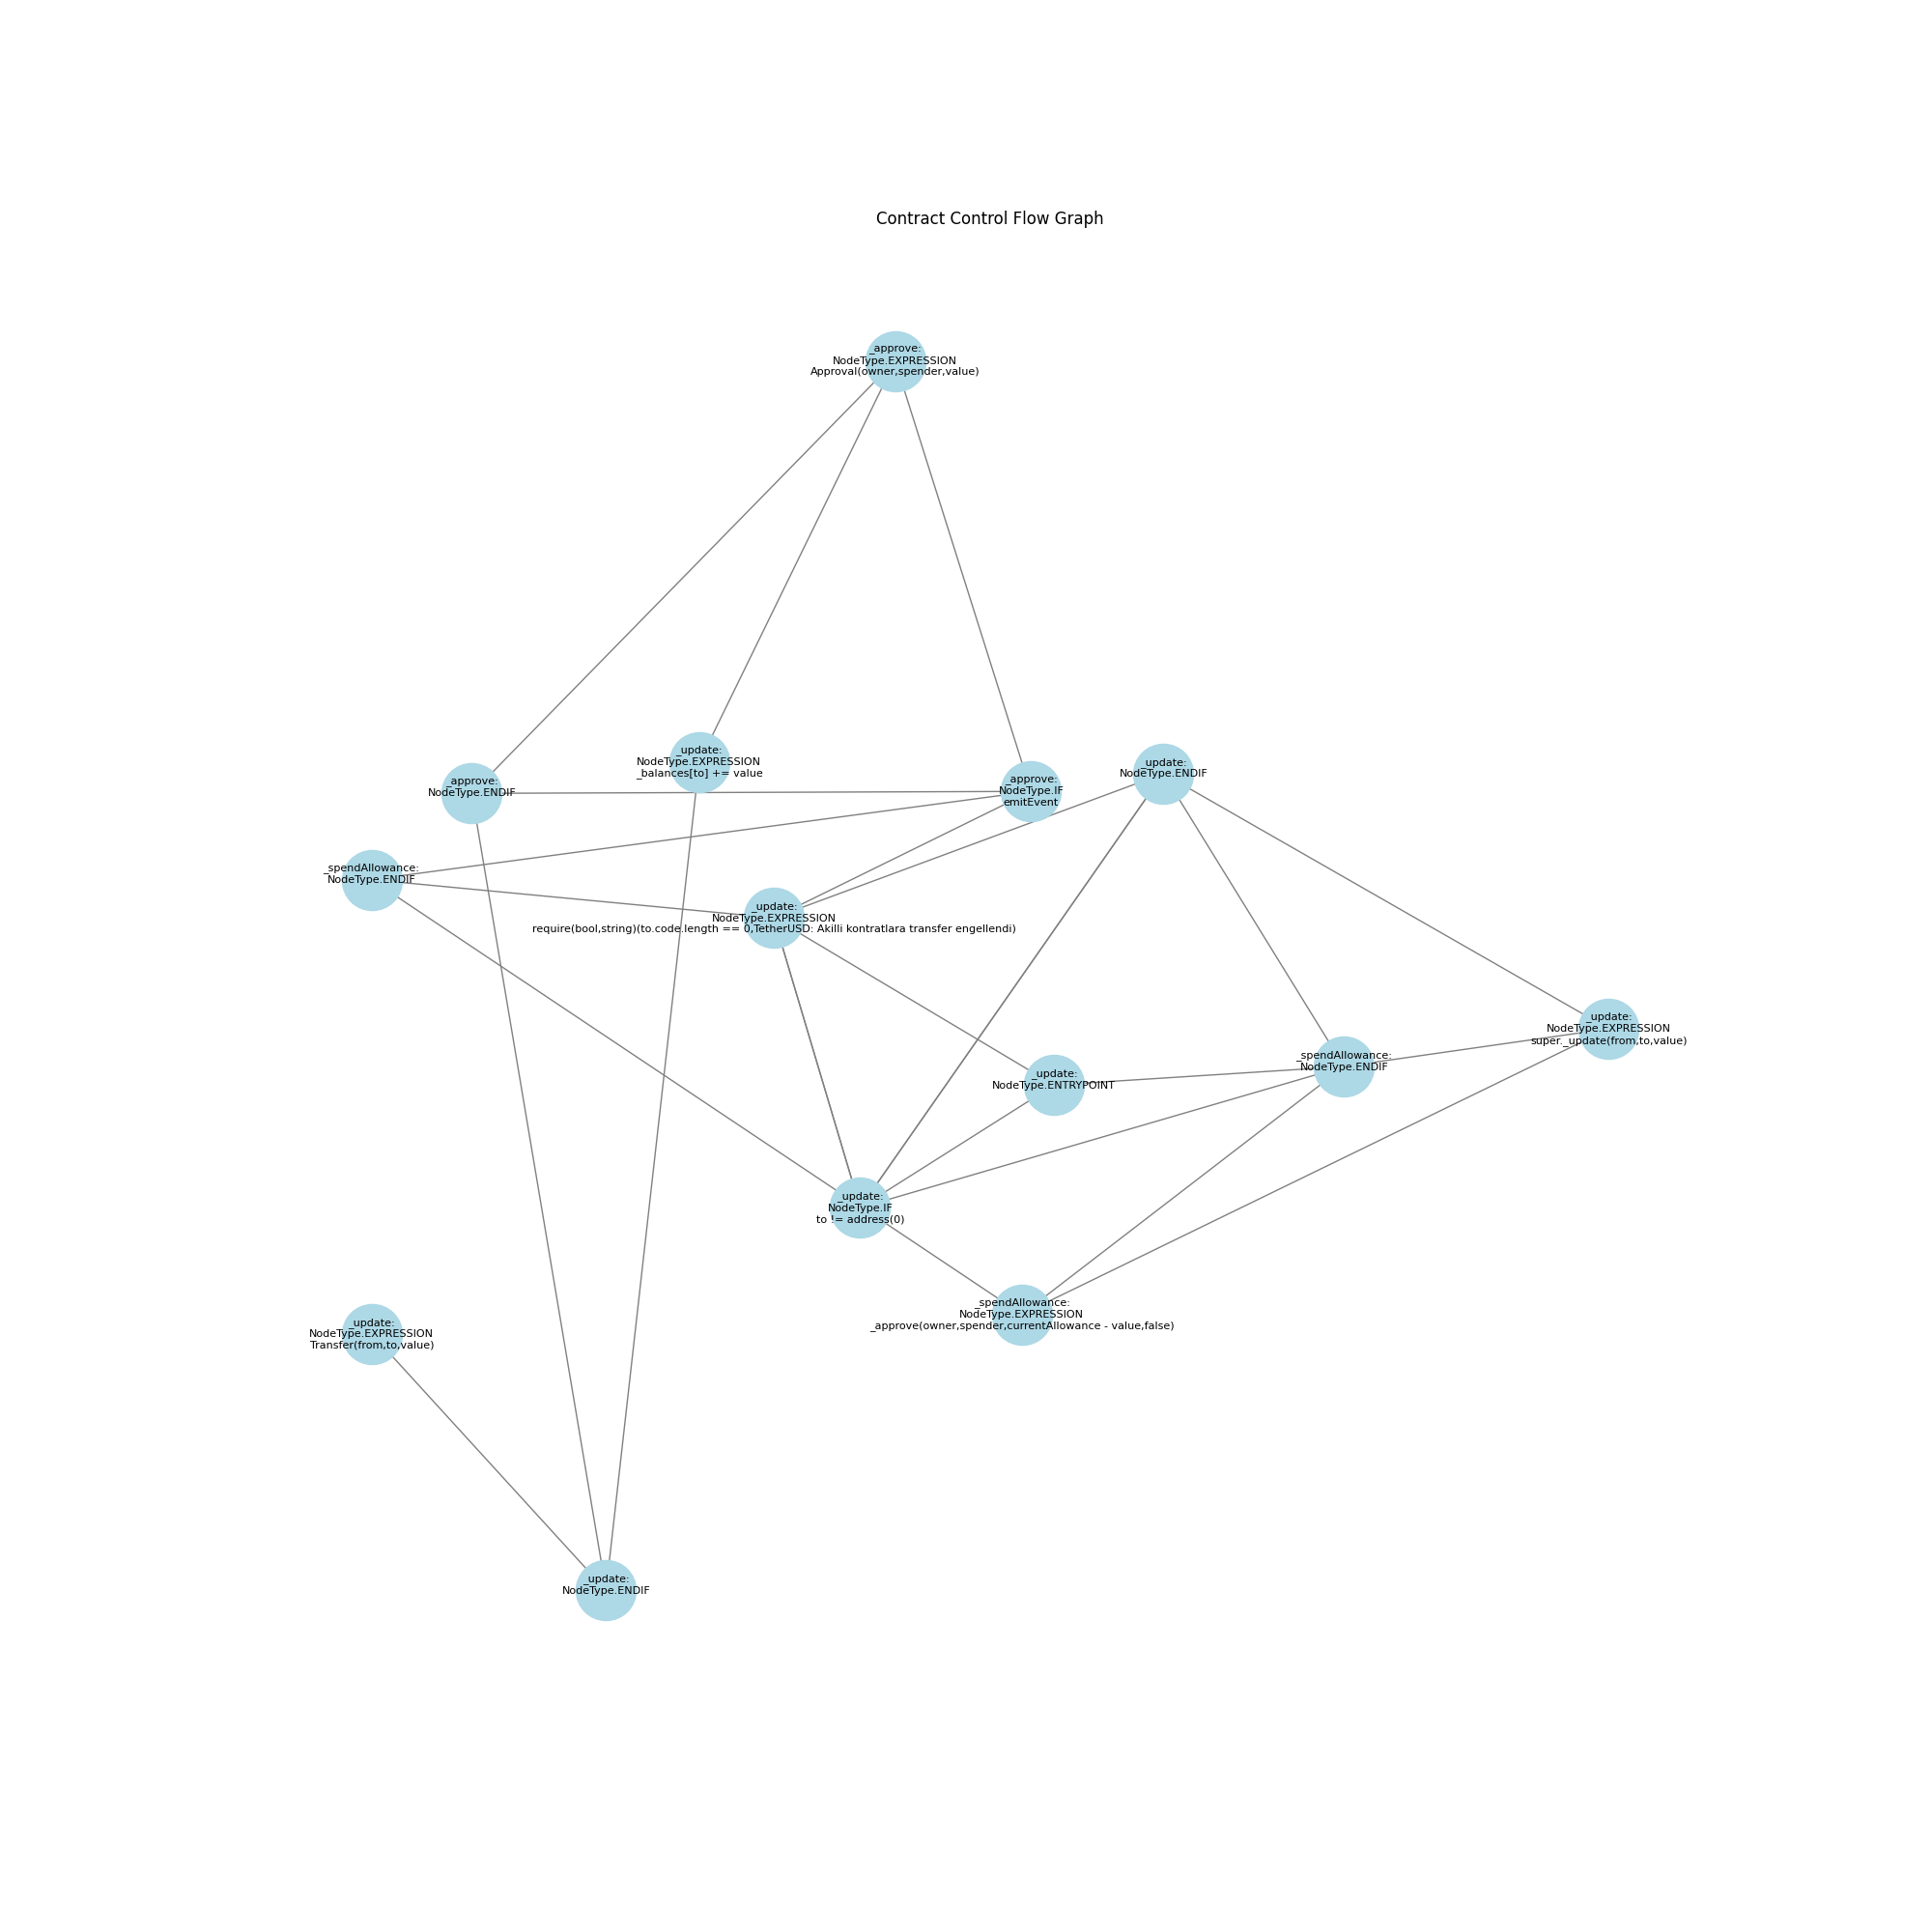 Contract Control Flow Graph
_approve:
NodeType.EXPRESSION
Approval(owner,spender,value)
_update:
NodeType.EXPRESSION
_balances[to] += value
_update:
NodeType.ENDIF
_approve:
NodeType.ENDIF
_approve:
NodeType.IF
emitEvent
_spendAllowance:
NodeType.ENDIF
_update:
NodeType.EXPRESSION
require(bool,string)(to.code.length == 0,TetherUSD: Akilli kontratlara transfer engellendi)
_update:
NodeType.EXPRESSION
super._update(from,to,value)
_spendAllowance:
NodeType.ENDIF
_update:
NodeType.ENTRYPOINT
_update:
NodeType.IF
to != address(0)
_spendAllowance:
NodeType.EXPRESSION
_approve(owner,spender,currentAllowance - value,false)
_update:
NodeType.EXPRESSION
Transfer(from,to,value)
_update:
NodeType.ENDIF